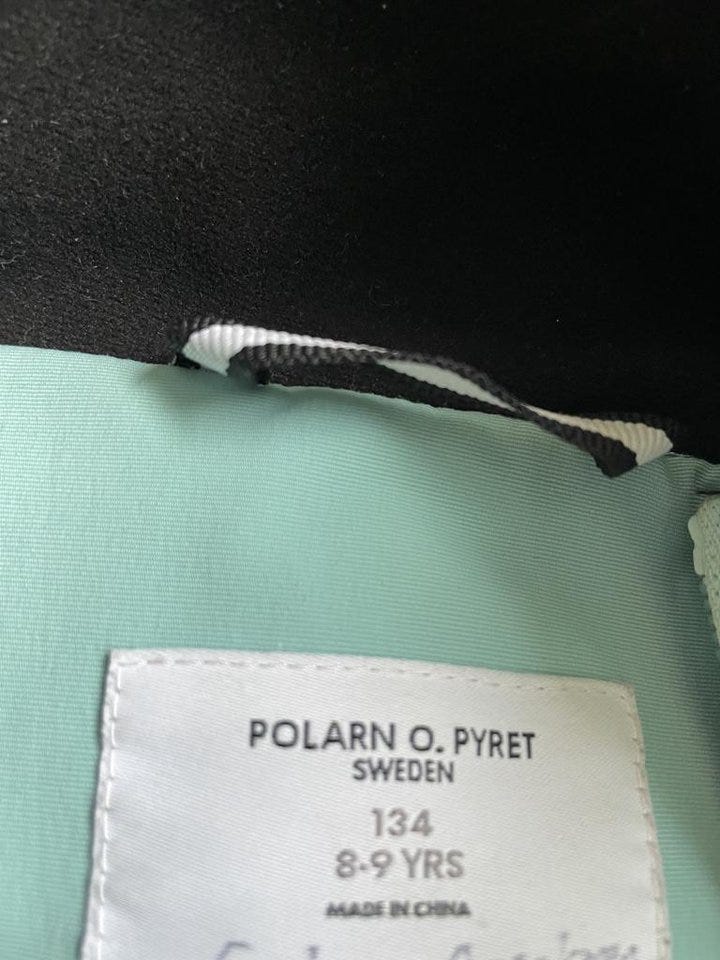 POLARN O. PYRET
SWEDEN
134
8-9 YRS
MADE IN CHINA